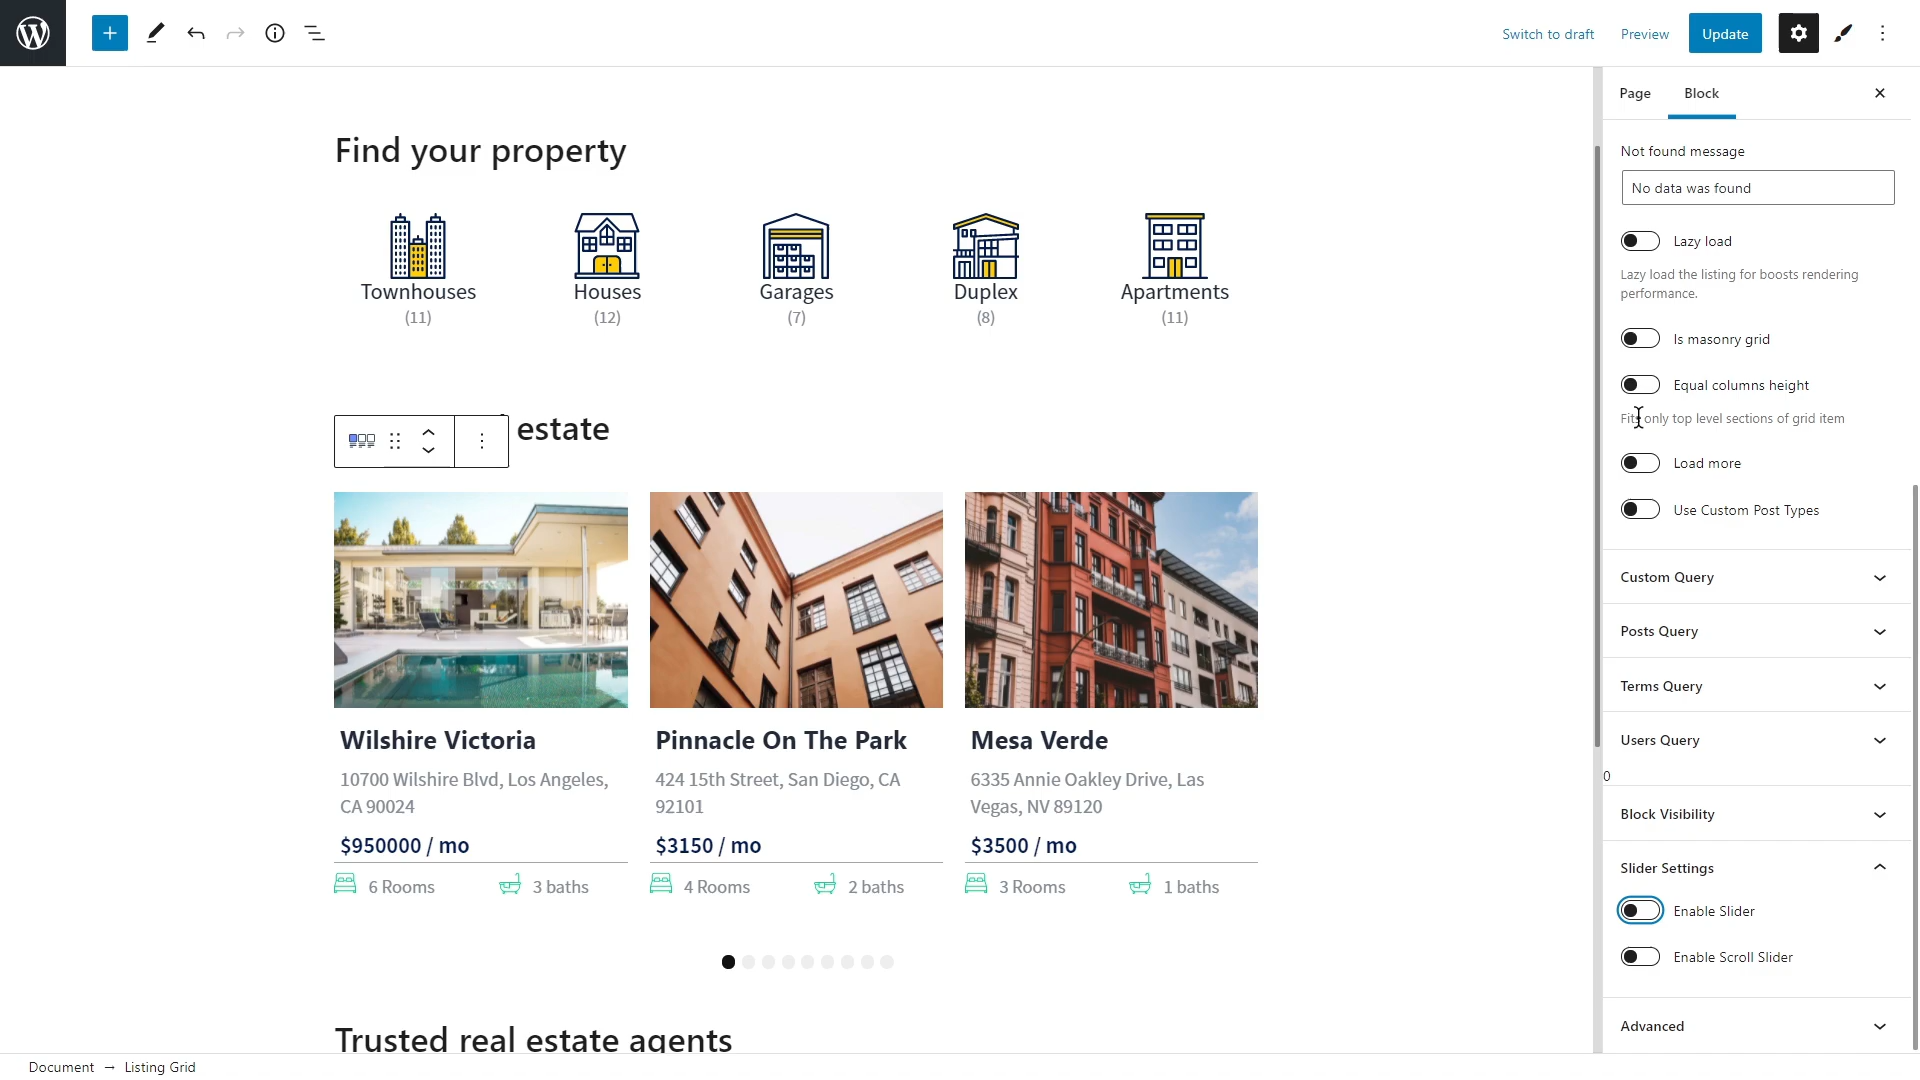 Switch to draft
Preview
Update
Page
Block
Not found message
No data was found
Lazy load
Lazy load the listing for boosts rendering
performance.
Is masonry grid
Equal columns height
Fits only top level sections of grid item
Load more
Use Custom Post Types
Custom Query
Posts Query
Terms Query
Users Query
0
Block Visibility
Slider Settings
Enable Slider
Enable Scroll Slider
Advanced
Find your property
Townhouses
(11)
Houses
(12)
Garages
(7)
Duplex
(8)
Apartments
(11)
estate
Wilshire Victoria
10700 Wilshire Blvd, Los Angeles,
CA 90024
$950000 / mo
6 Rooms
3 baths
Pinnacle On The Park
424 15th Street, San Diego, CA
92101
$3150 / mo
4 Rooms
2 baths
Mesa Verde
6335 Annie Oakley Drive, Las
Vegas, NV 89120
$3500 / mo
3 Rooms
1 baths
Trusted real estate agents
Document → Listing Grid